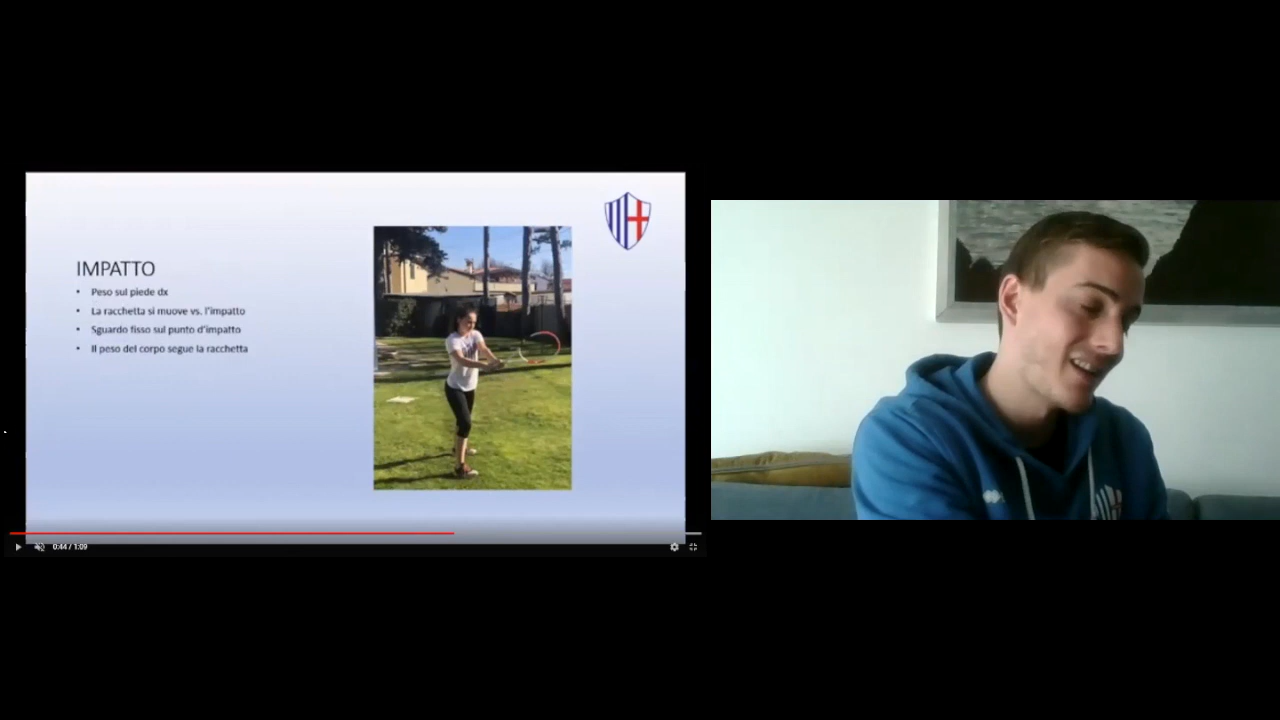 IMPATTO
• Peso sul piede dx
• La racchetta si muove vs. l'impatto
• Sguardo fisso sul punto d'impatto
• Il peso del corpo segue la racchetta
0:44 / 1:09